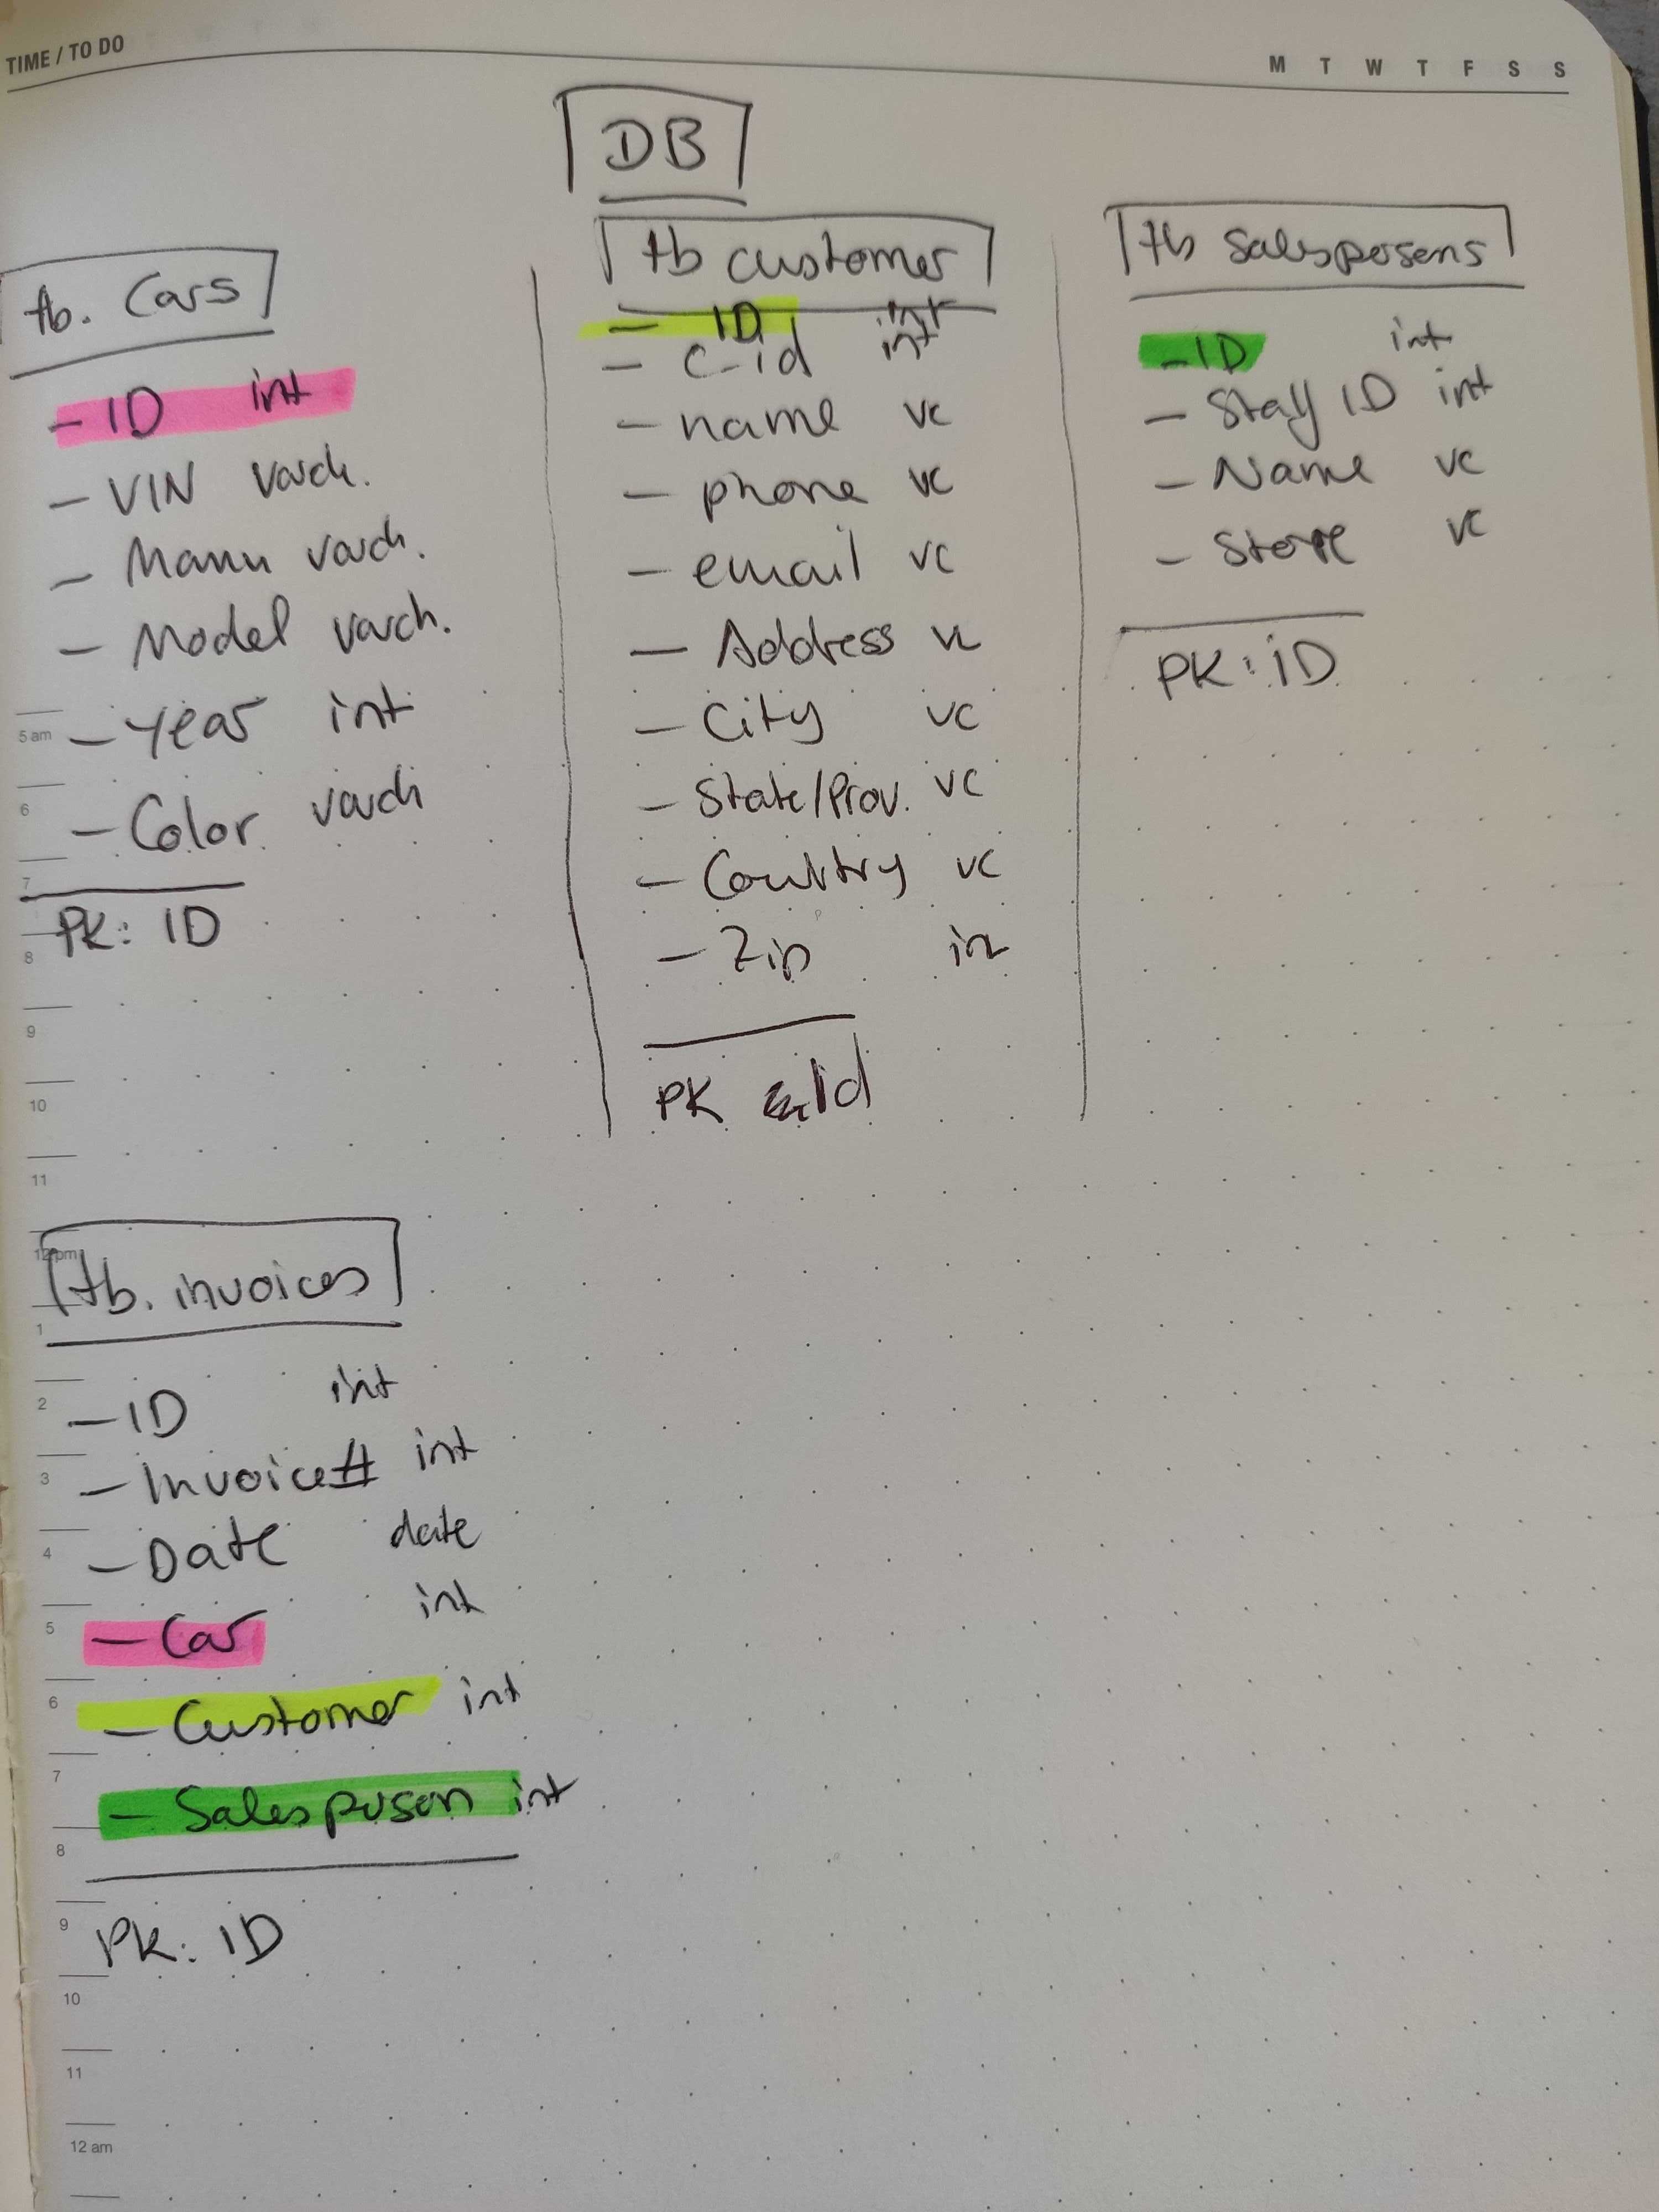 TIME / TO DO
M T W T F S S
DB
tb. Cars
- ID int
- VIN varch.
- Manu varch.
- Model varch.
- Year int
- Color varch
PK: ID
tb customer
- ID int
- c-id int
- name vc
- phone vc
- email vc
- Address vc
- City vc
- State/Prov. vc
- Country vc
- Zip int
PK Id
tb salespersons
- ID int
- Staff ID int
- Name vc
- Store vc
PK: ID
tb. invoices
- ID int
- Invoice# int
- Date date
- Car int
- Customer int
- Salesperson int
PK: ID
5 am
6
7
8
9
10
11
12 pm
1
2
3
4
5
6
7
8
9
10
11
12 am